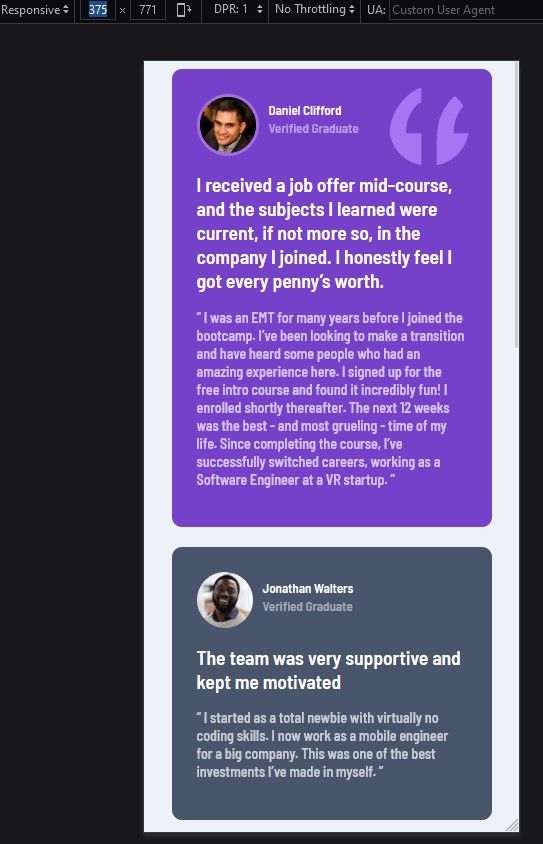 Responsive 375 × 771 DPR: 1 No Throttling UA: Custom User Agent
Daniel Clifford
Verified Graduate
I received a job offer mid-course,
and the subjects I learned were
current, if not more so, in the
company I joined. I honestly feel I
got every penny’s worth.
“ I was an EMT for many years before I joined the
bootcamp. I’ve been looking to make a transition
and have heard some people who had an
amazing experience here. I signed up for the
free intro course and found it incredibly fun! I
enrolled shortly thereafter. The next 12 weeks
was the best - and most grueling - time of my
life. Since completing the course, I’ve
successfully switched careers, working as a
Software Engineer at a VR startup. ”
Jonathan Walters
Verified Graduate
The team was very supportive and
kept me motivated
“ I started as a total newbie with virtually no
coding skills. I now work as a mobile engineer
for a big company. This was one of the best
investments I’ve made in myself. ”